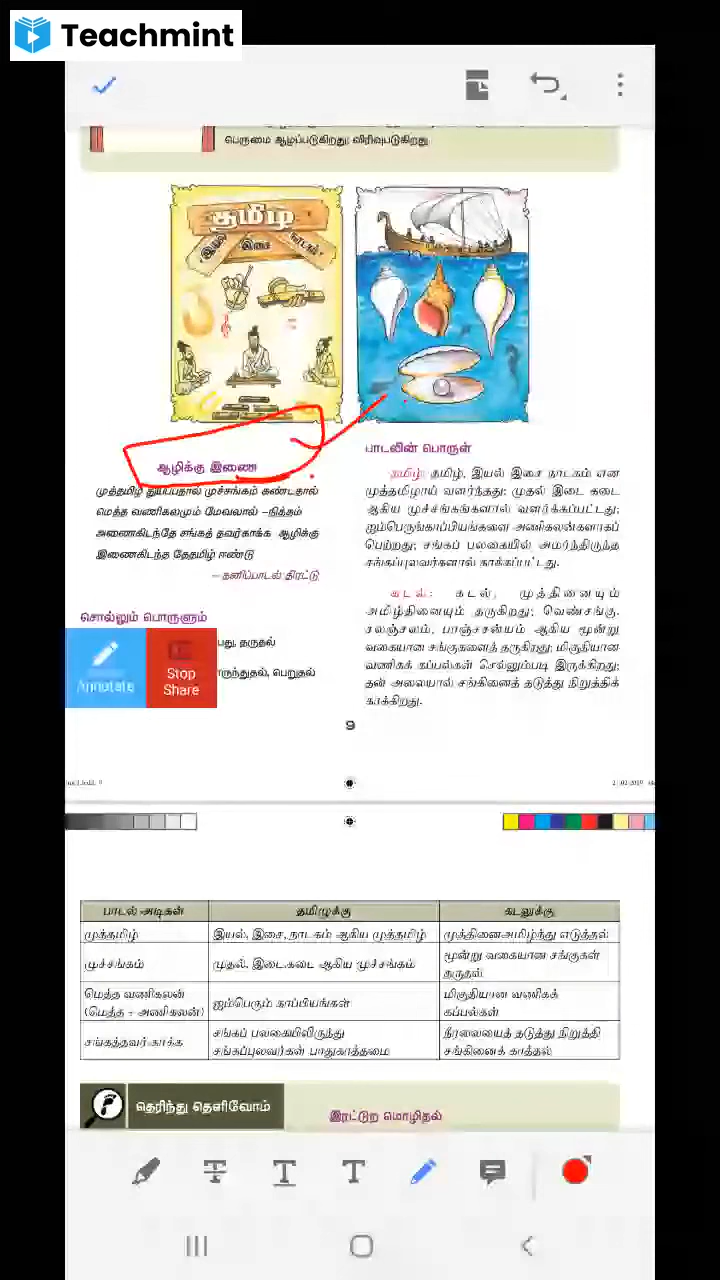 Teachmint
பெருமை ஆழப்படுகிறது; விரிவுபடுகிறது.
தமிழ்
இயல்
இசை
நாடகம்
ஆழிக்கு இணை
முத்தமிழ் துய்ப்பதால் முச்சங்கம் கண்டதால்
மெத்த வணிகலமும் மேவலால் –நித்தம்
அணைகிடந்தே சங்கத் தவர்காக்க ஆழிக்கு
இணைகிடந்த தேதமிழ் ஈண்டு
– தனிப்பாடல் திரட்டு
சொல்லும் பொருளும்
பது, தருதல்
ருந்துதல், பெறுதல்
Annotate
Stop
Share
பாடலின் பொருள்
தமிழ்: தமிழ், இயல் இசை நாடகம் என
முத்தமிழாய் வளர்ந்தது; முதல் இடை கடை
ஆகிய முச்சங்கங்களால் வளர்க்கப்பட்டது;
ஐம்பெருங்காப்பியங்களை அணிகலன்களாகப்
பெற்றது; சங்கப் பலகையில் அமர்ந்திருந்த
சங்கப்புலவர்களால் காக்கப்பட்டது.
கடல்: கடல், முத்தினையும்
அமிழ்தினையும் தருகிறது; வெண்சங்கு,
சலஞ்சலம், பாஞ்சசன்யம் ஆகிய மூன்று
வகையான சங்குகளைத் தருகிறது; மிகுதியான
வணிகக் கப்பல்கள் செல்லும்படி இருக்கிறது;
தன் அலையால் சங்கினைத் தடுத்து நிறுத்திக்
காக்கிறது.
9
பாடல் அடிகள் தமிழுக்கு கடலுக்கு
முத்தமிழ் இயல், இசை, நாடகம் ஆகிய முத்தமிழ் முத்தினைஅமிழ்ந்து எடுத்தல்
முச்சங்கம் முதல், இடை,கடை ஆகிய முச்சங்கம் மூன்று வகையான சங்குகள்
தருதல்
மெத்த வணிகலன் ஐம்பெரும் காப்பியங்கள் மிகுதியான வணிகக்
(மெத்த + அணிகலன்) கப்பல்கள்
சங்கத்தவர் காக்க சங்கப் பலகையிலிருந்து நீரலையைத் தடுத்து நிறுத்தி
சங்கப்புலவர்கள் பாதுகாத்தமை சங்கினைக் காத்தல்
தெரிந்து தெளிவோம்
இரட்டுற மொழிதல்
T T T